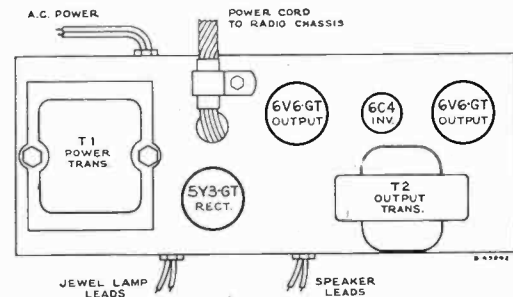 A.C. POWER
POWER CORD
TO RADIO CHASSIS
6V6-GT
OUTPUT
6C4
INV.
6V6-GT
OUTPUT
T1
POWER
TRANS.
5Y3-GT
RECT.
T2
OUTPUT
TRANS.
JEWEL LAMP
LEADS
SPEAKER
LEADS